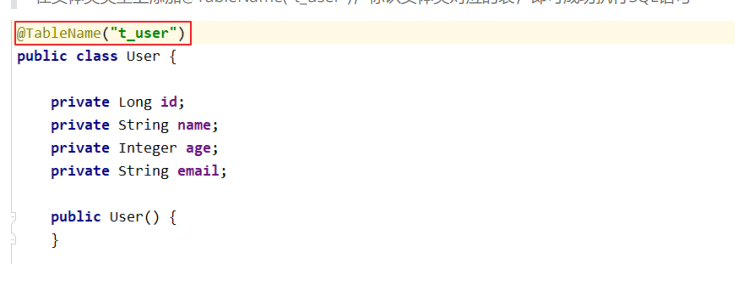 @TableName("t_user")
public class User {
private Long id;
private String name;
private Integer age;
private String email;
public User() {
}